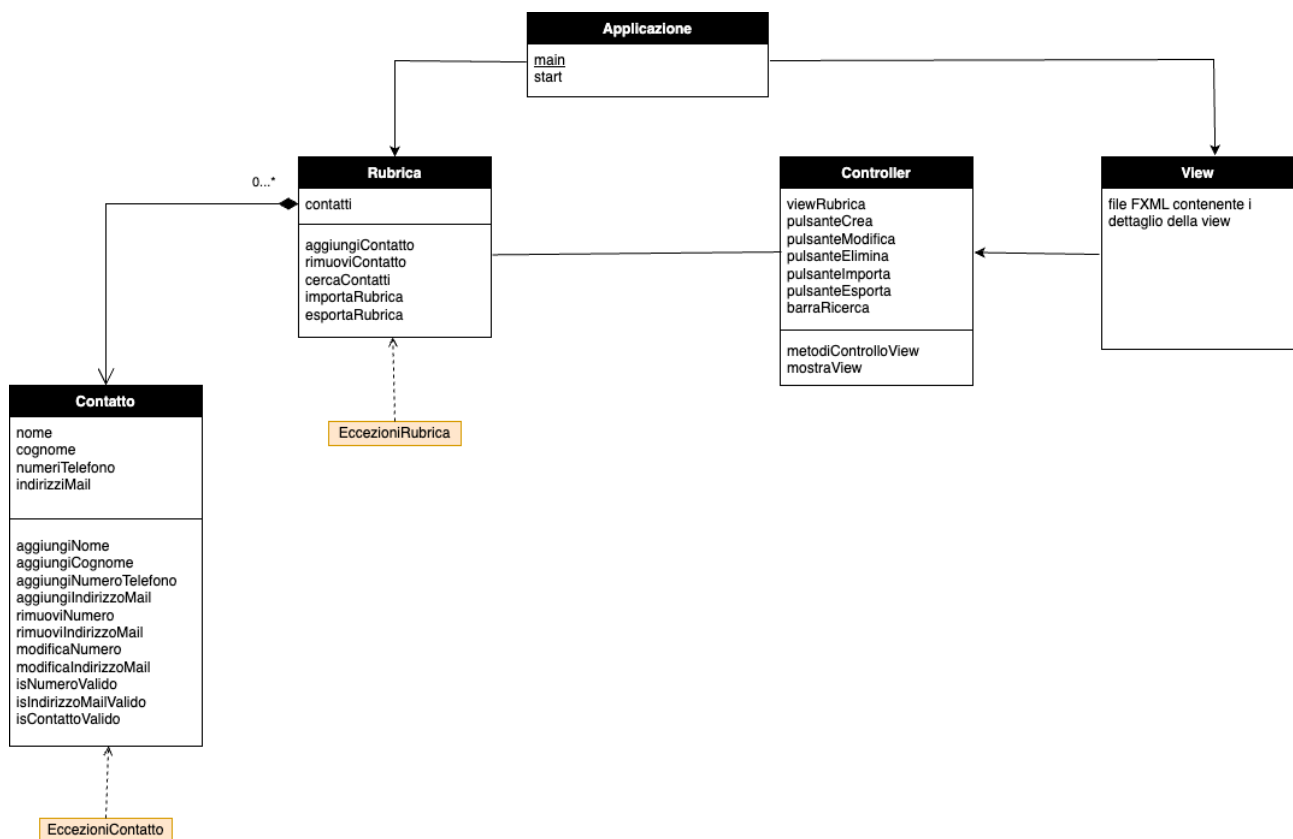 Applicazione
main
start
Rubrica
contatti
aggiungiContatto
rimuoviContatto
cercaContatti
importaRubrica
esportaRubrica
0...*
Controller
viewRubrica
pulsanteCrea
pulsanteModifica
pulsanteElimina
pulsanteImporta
pulsanteEsporta
barraRicerca
metodiControlloView
mostraView
View
file FXML contenente i
dettaglio della view
Contatto
nome
cognome
numeriTelefono
indirizziMail
aggiungiNome
aggiungiCognome
aggiungiNumeroTelefono
aggiungiIndirizzoMail
rimuoviNumero
rimuoviIndirizzoMail
modificaNumero
modificaIndirizzoMail
isNumeroValido
isIndirizzoMailValido
isContattoValido
EccezioniRubrica
EccezioniContatto